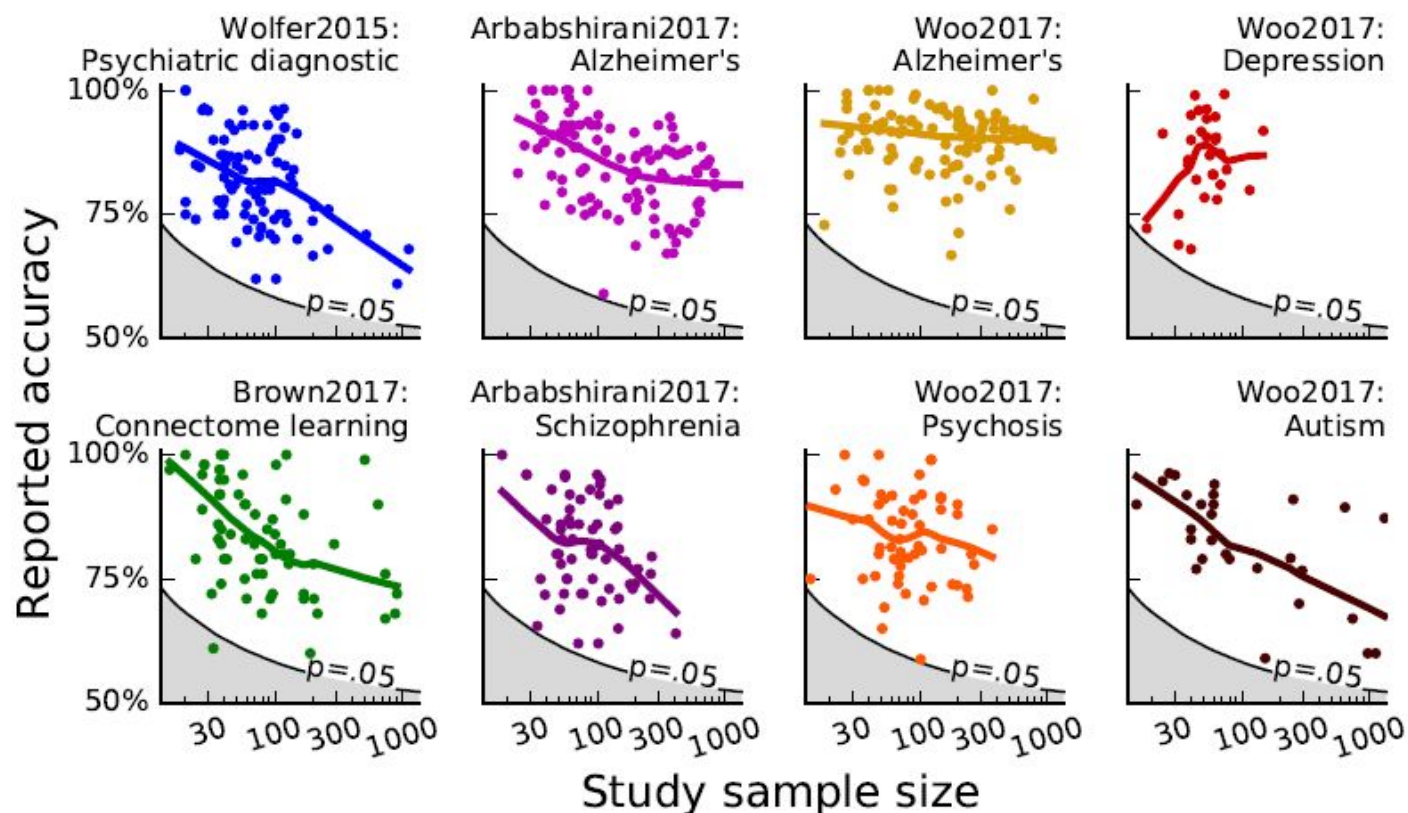 Wolfer2015:
Psychiatric diagnostic
Arbabshirani2017:
Alzheimer's
Woo2017:
Alzheimer's
Woo2017:
Depression
100%
75%
50%
p=.05
p=.05
p=.05
p=.05
Reported accuracy
Brown2017:
Connectome learning
Arbabshirani2017:
Schizophrenia
Woo2017:
Psychosis
Woo2017:
Autism
100%
75%
50%
p=.05
p=.05
p=.05
p=.05
30 100 300 1000
30 100 300 1000
30 100 300 1000
30 100 300 1000
Study sample size